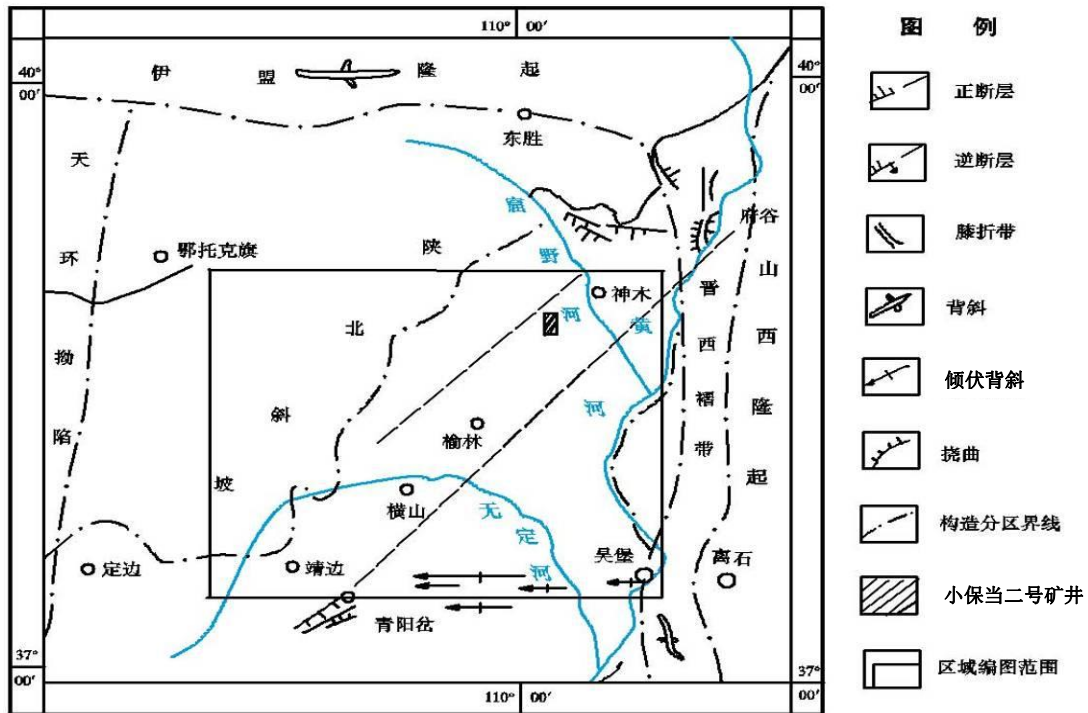 110° 00′
40° 00′
40° 00′
伊盟隆起
东胜
天环拗陷
鄂托克旗
陕北斜坡
窟野河
府谷
神木
黄河
晋西褶带
山西隆起
榆林
横山
无定河
定边
靖边
吴堡
离石
青阳岔
37° 00′
37° 00′
110° 00′
图 例
正断层
逆断层
膝折带
背斜
倾伏背斜
挠曲
构造分区界线
小保当二号矿井
区域编图范围